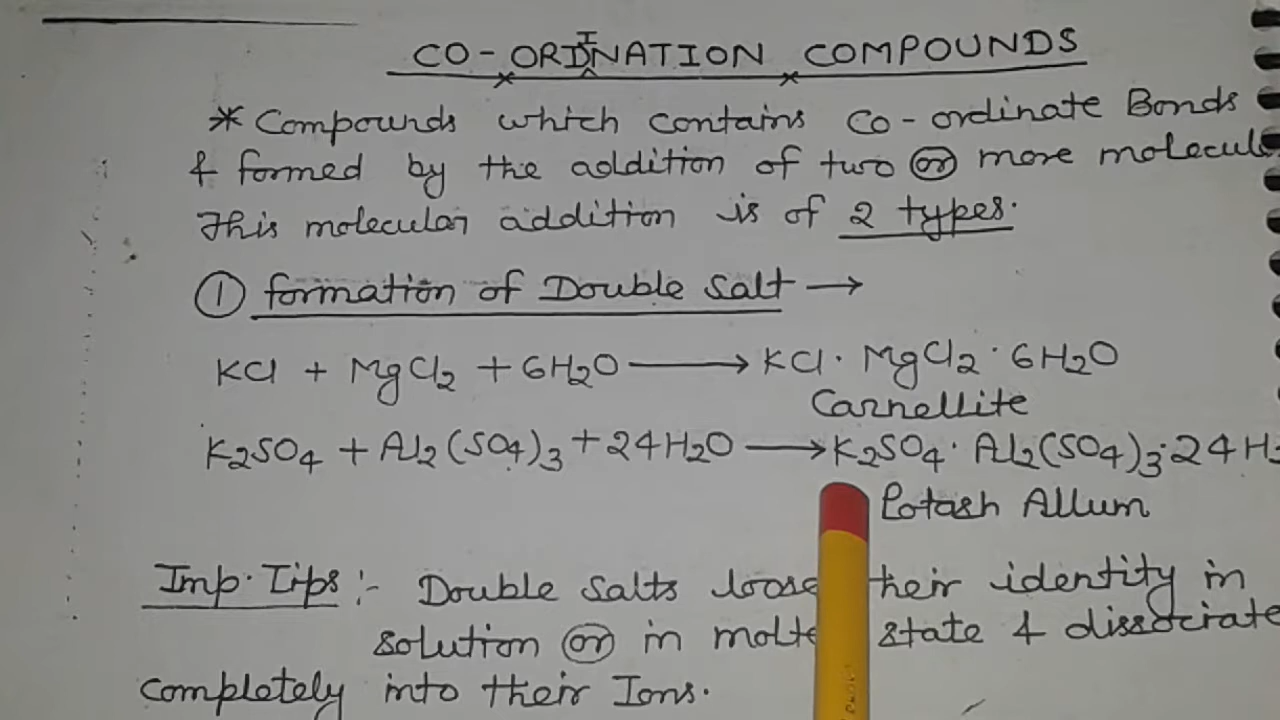 CO-ORDINATION COMPOUNDS
* Compounds which contains Co-ordinate Bonds
& formed by the addition of two or more molecul
This molecular addition is of 2 types.
① formation of Double Salt →
KCl + MgCl2 + 6H2O ⟶ KCl· MgCl2 · 6H2O
Carnellite
K2SO4 + Al2(SO4)3 + 24H2O ⟶ K2SO4· Al2(SO4)3·24H2
Potash Allum
Imp. Tips :- Double Salts loose their identity in
solution or in molte state & dissociate
completely into their Ions.